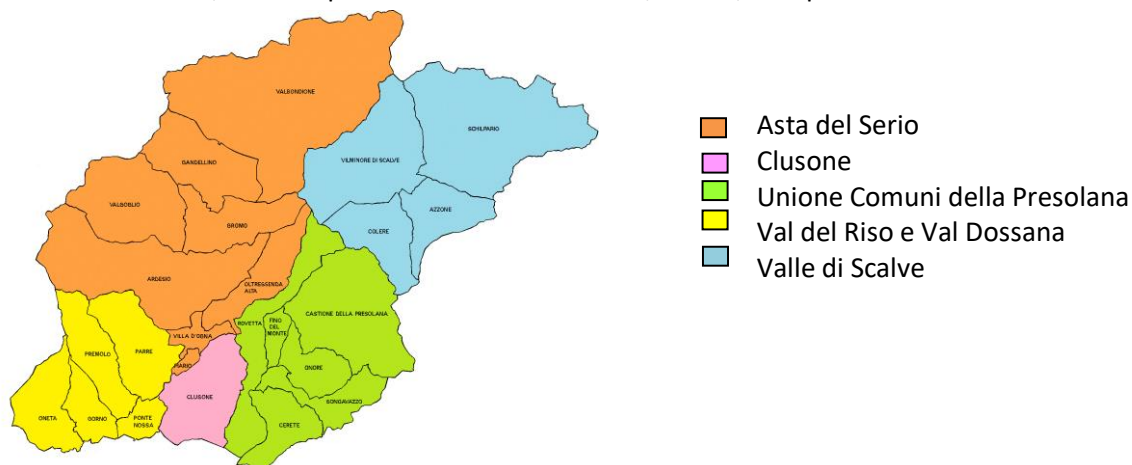 VALBONDIONE
SCHILPARIO
VILMINORE DI SCALVE
GANDELLINO
VALGOGLIO
AZZONE
GROMO
COLERE
ARDESIO
OLTRESSENDA
ALTA
CASTIONE DELLA PRESOLANA
ROVETTA
FINO
DEL
MONTE
VILLA D'OGNA
PREMOLO
PARRE
PIARIO
ONORE
CLUSONE
SONGAVAZZO
ONETA
GORNO
PONTE
NOSSA
CERETE
Asta del Serio
Clusone
Unione Comuni della Presolana
Val del Riso e Val Dossana
Valle di Scalve